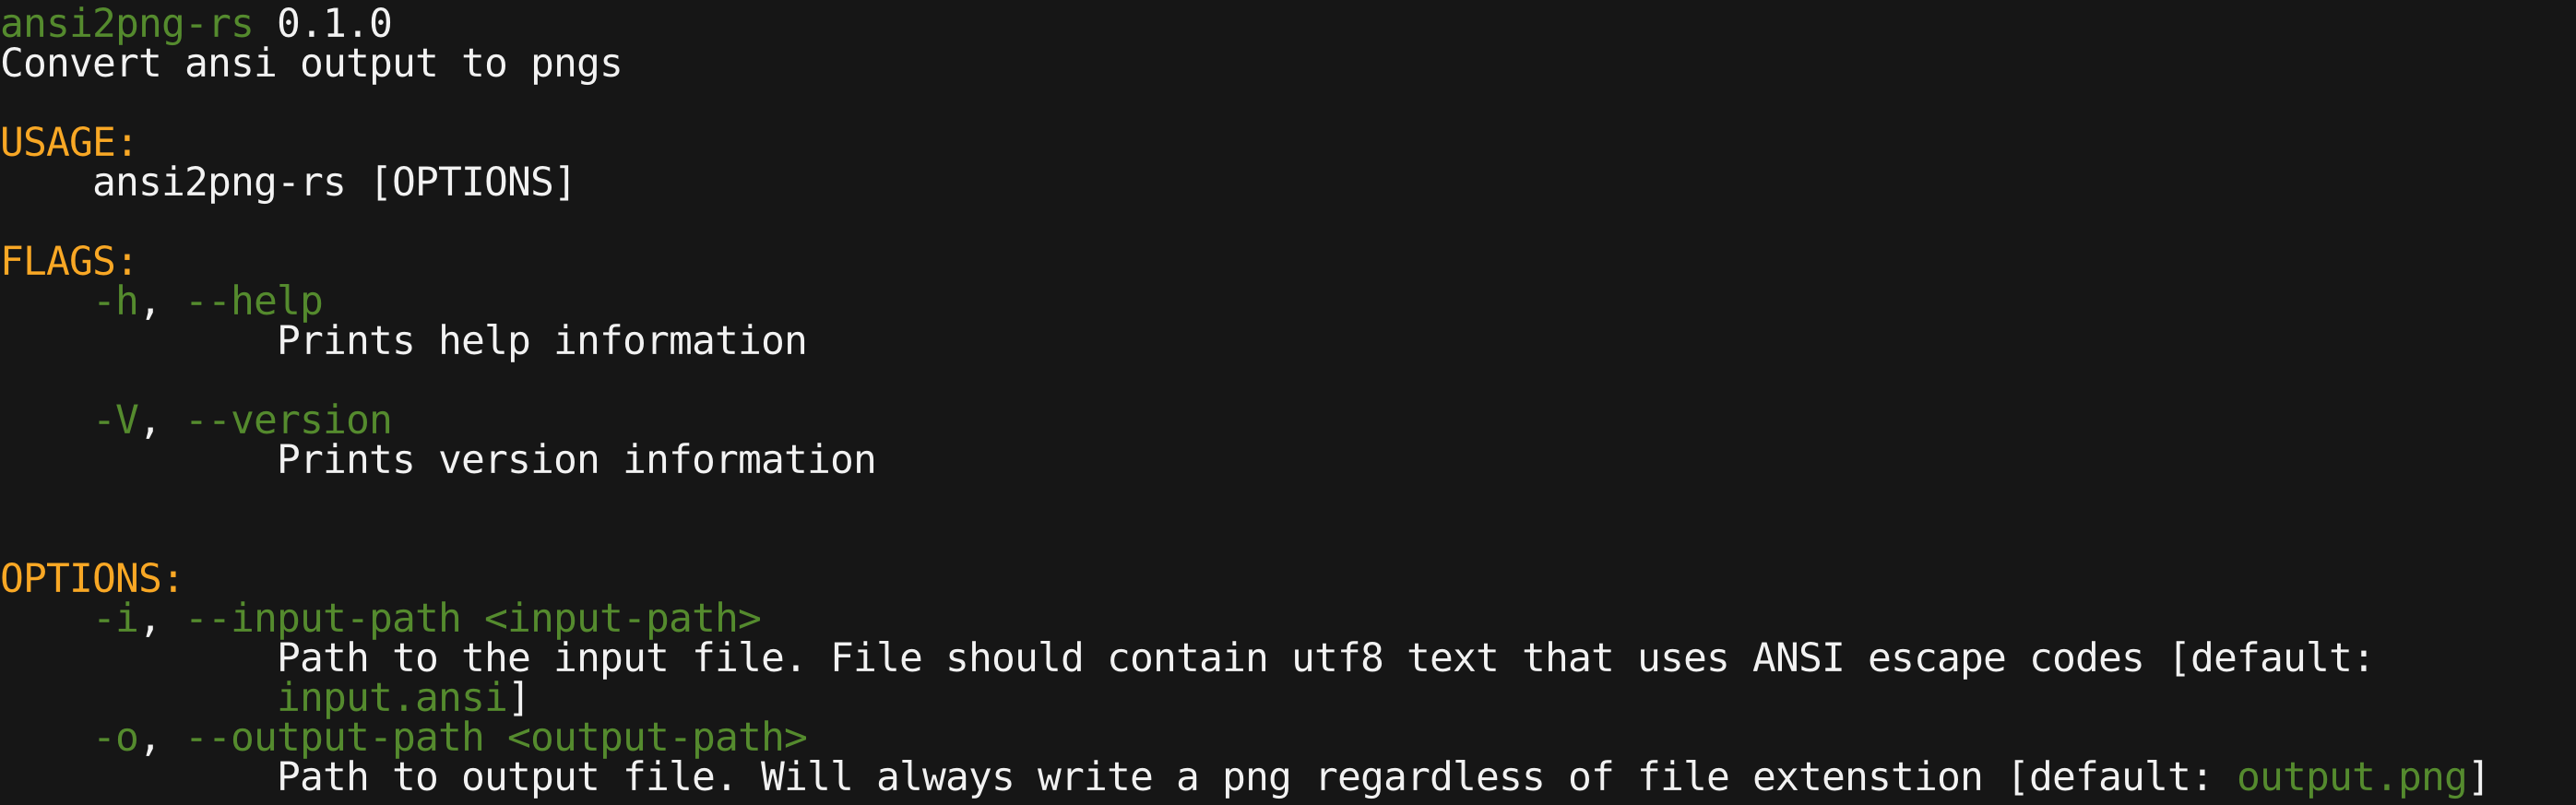 ansi2png-rs 0.1.0
Convert ansi output to pngs
USAGE:
    ansi2png-rs [OPTIONS]
FLAGS:
    -h, --help
            Prints help information
    -V, --version
            Prints version information
OPTIONS:
    -i, --input-path <input-path>
            Path to the input file. File should contain utf8 text that uses ANSI escape codes [default:
            input.ansi]
    -o, --output-path <output-path>
            Path to output file. Will always write a png regardless of file extenstion [default: output.png]